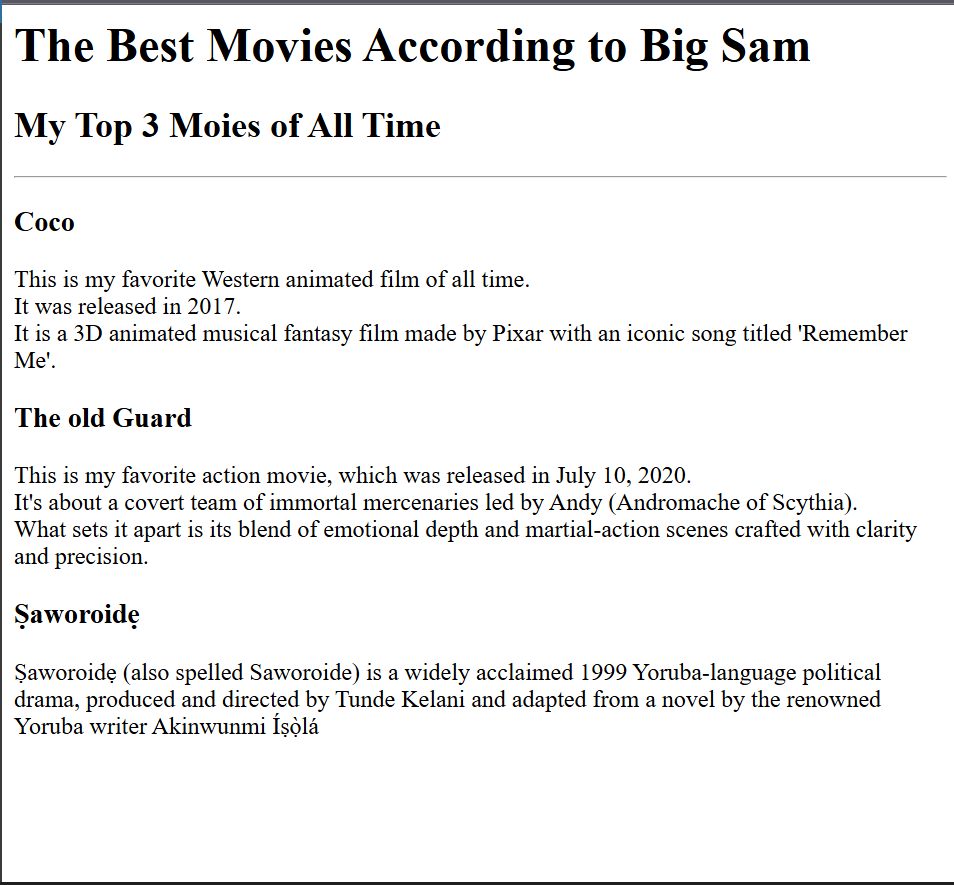 The Best Movies According to Big Sam
My Top 3 Moies of All Time
Coco
This is my favorite Western animated film of all time.
It was released in 2017.
It is a 3D animated musical fantasy film made by Pixar with an iconic song titled 'Remember
Me'.
The old Guard
This is my favorite action movie, which was released in July 10, 2020.
It's about a covert team of immortal mercenaries led by Andy (Andromache of Scythia).
What sets it apart is its blend of emotional depth and martial-action scenes crafted with clarity
and precision.
Ṣaworoidẹ
Ṣaworoidẹ (also spelled Saworoide) is a widely acclaimed 1999 Yoruba-language political
drama, produced and directed by Tunde Kelani and adapted from a novel by the renowned
Yoruba writer Akinwunmi Íṣọ̀lá